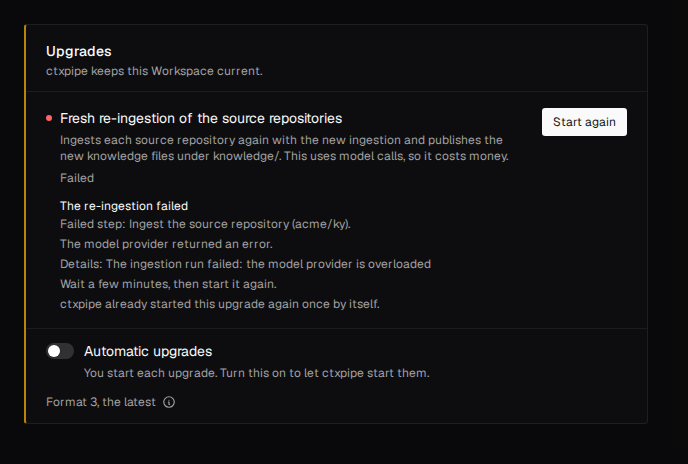 Upgrades
ctxpipe keeps this Workspace current.
Fresh re-ingestion of the source repositories
Start again
Ingests each source repository again with the new ingestion and publishes the
new knowledge files under knowledge/. This uses model calls, so it costs money.
Failed
The re-ingestion failed
Failed step: Ingest the source repository (acme/ky).
The model provider returned an error.
Details: The ingestion run failed: the model provider is overloaded
Wait a few minutes, then start it again.
ctxpipe already started this upgrade again once by itself.
Automatic upgrades
You start each upgrade. Turn this on to let ctxpipe start them.
Format 3, the latest